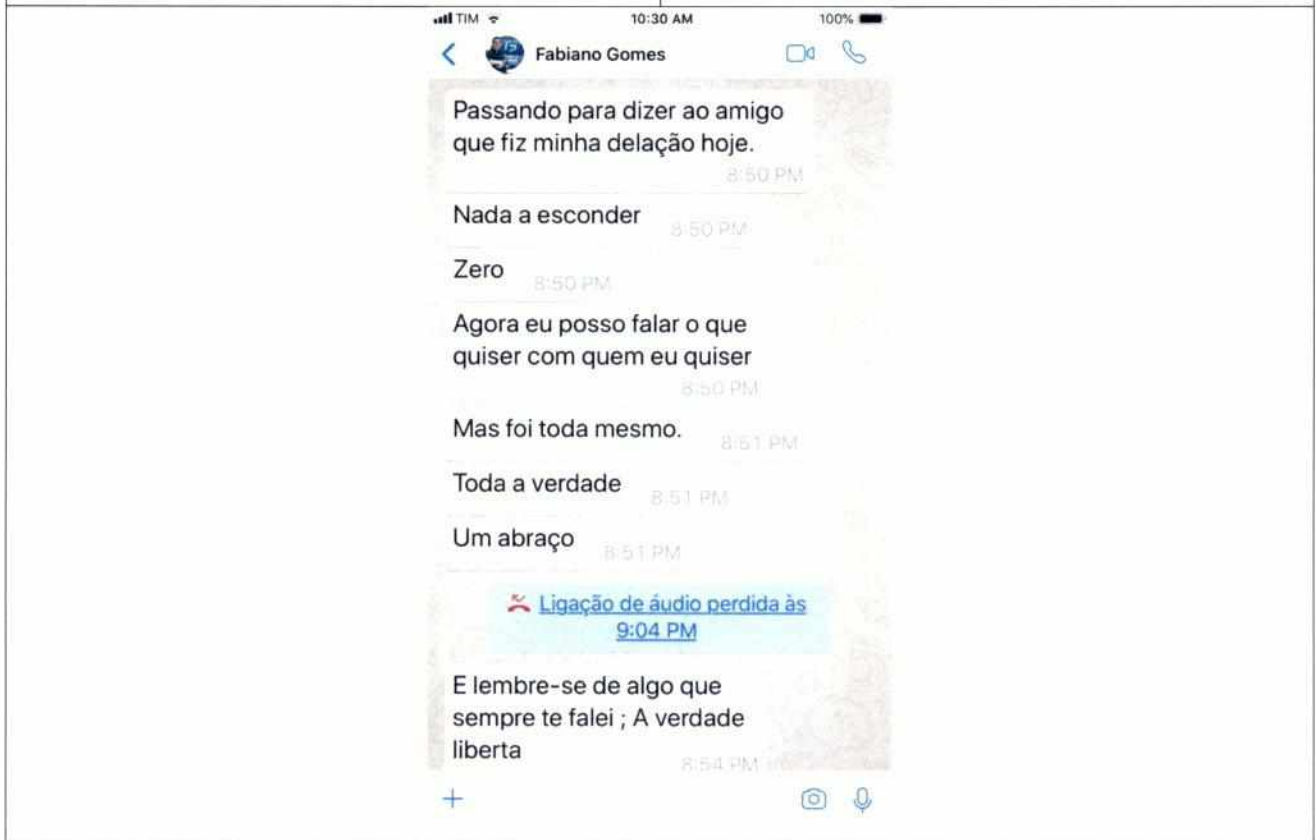 TIM 10:30 AM 100%
Fabiano Gomes
Passando para dizer ao amigo
que fiz minha delação hoje.
8:50 PM
Nada a esconder 8:50 PM
Zero 8:50 PM
Agora eu posso falar o que
quiser com quem eu quiser
8:50 PM
Mas foi toda mesmo. 8:51 PM
Toda a verdade 8:51 PM
Um abraço 8:51 PM
Ligação de áudio perdida às
9:04 PM
E lembre-se de algo que
sempre te falei ; A verdade
liberta 8:54 PM